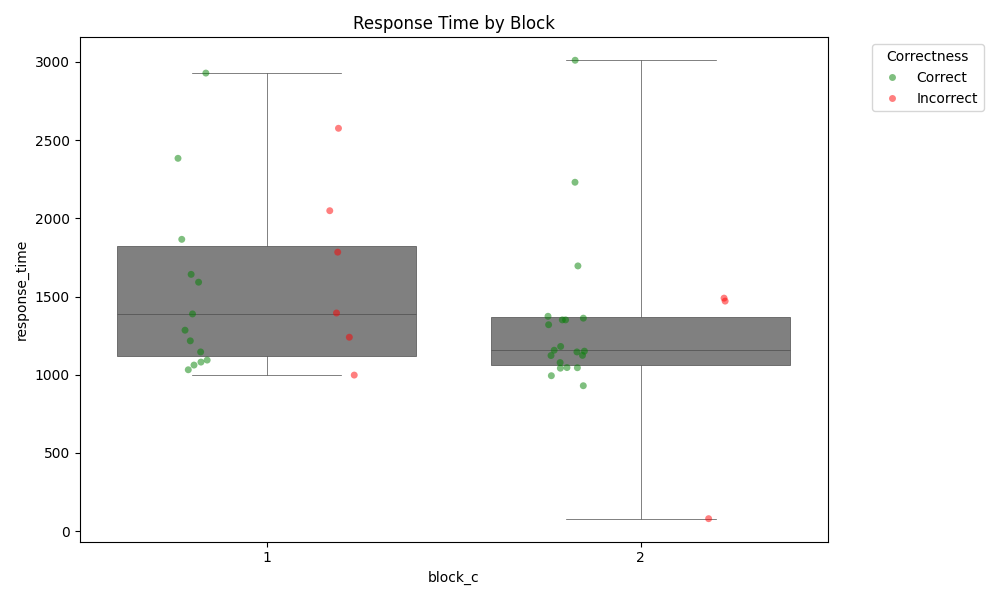 Response Time by Block
Correctness
Correct
Incorrect
response_time
3000
2500
2000
1500
1000
500
0
1
2
block_c